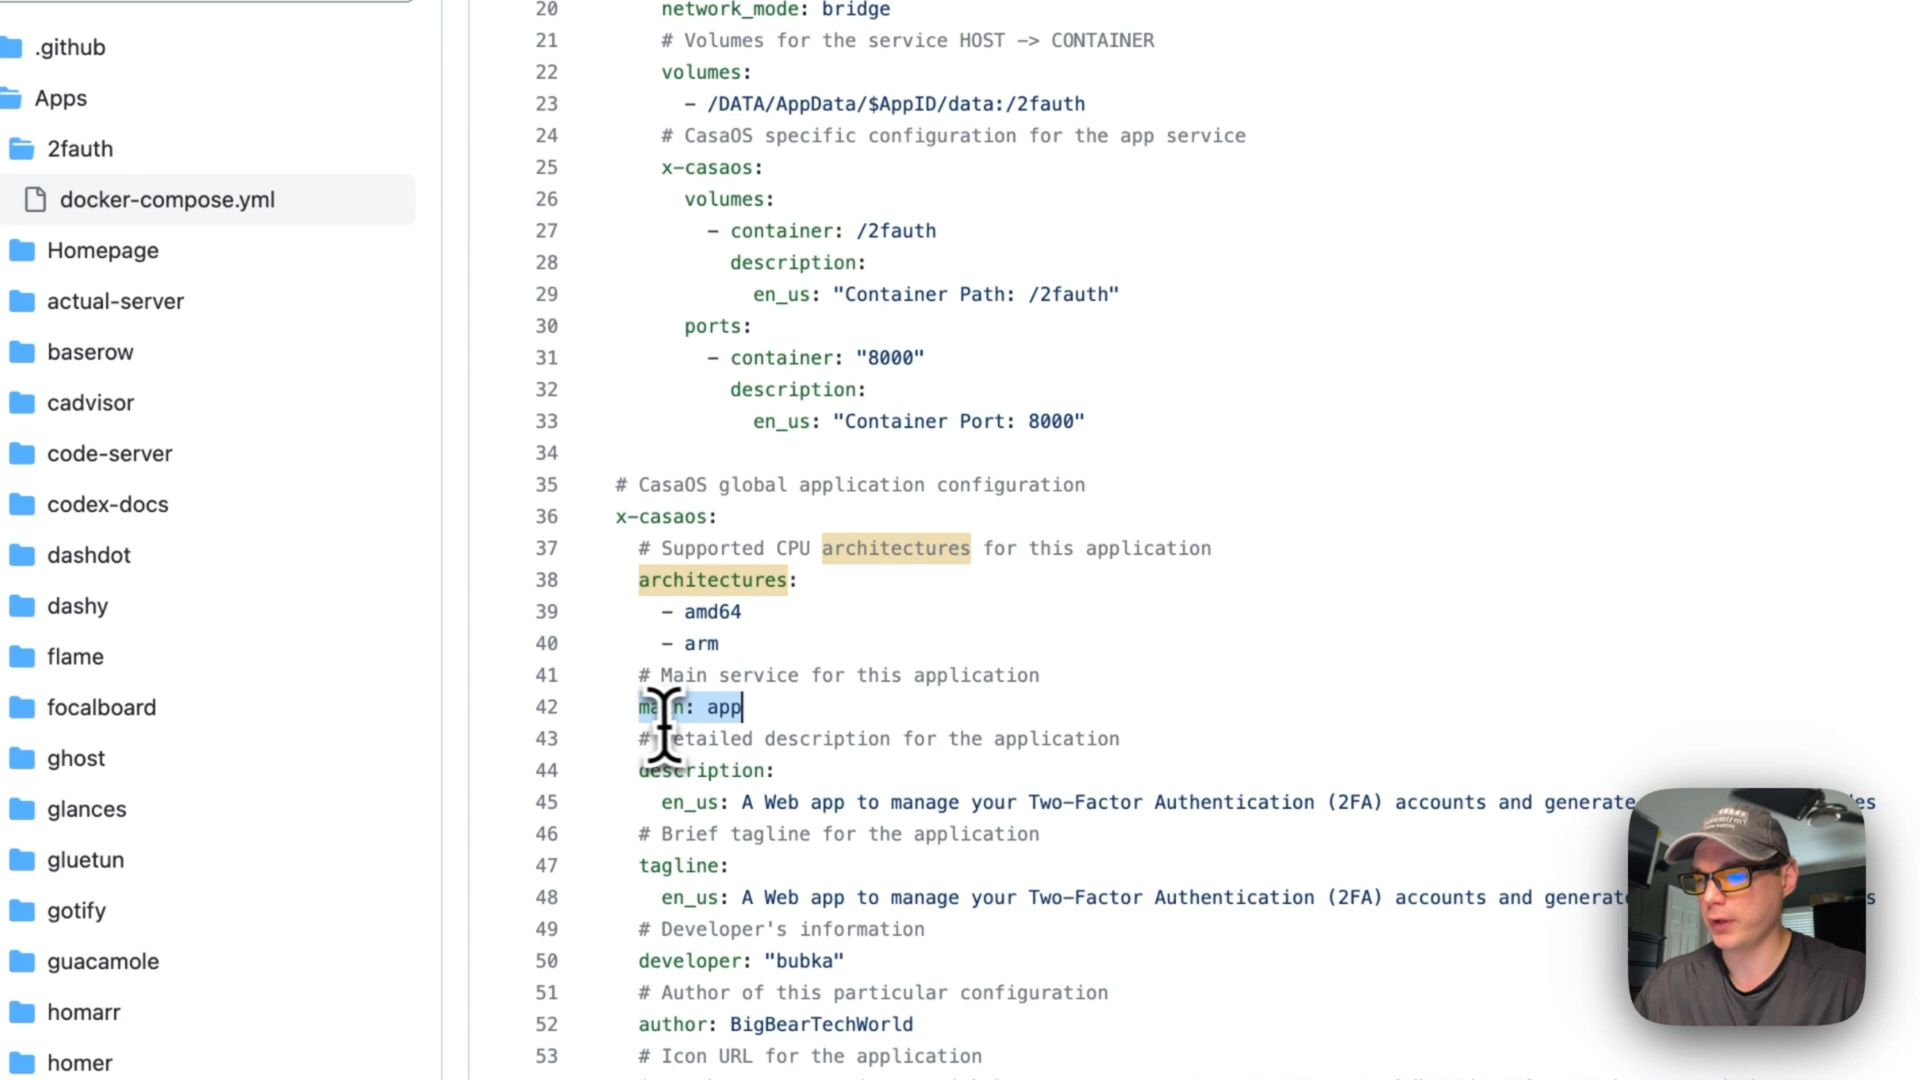 .github
Apps
2fauth
docker-compose.yml
Homepage
actual-server
baserow
cadvisor
code-server
codex-docs
dashdot
dashy
flame
focalboard
ghost
glances
gluetun
gotify
guacamole
homarr
homer
20 network_mode: bridge
21 # Volumes for the service HOST -> CONTAINER
22 volumes:
23 - /DATA/AppData/$AppID/data:/2fauth
24 # CasaOS specific configuration for the app service
25 x-casaos:
26 volumes:
27 - container: /2fauth
28 description:
29 en_us: "Container Path: /2fauth"
30 ports:
31 - container: "8000"
32 description:
33 en_us: "Container Port: 8000"
34
35 # CasaOS global application configuration
36 x-casaos:
37 # Supported CPU architectures for this application
38 architectures:
39 - amd64
40 - arm
41 # Main service for this application
42 main: app
43 # Detailed description for the application
44 description:
45 en_us: A Web app to manage your Two-Factor Authentication (2FA) accounts and generate
46 # Brief tagline for the application
47 tagline:
48 en_us: A Web app to manage your Two-Factor Authentication (2FA) accounts and generate
49 # Developer's information
50 developer: "bubka"
51 # Author of this particular configuration
52 author: BigBearTechWorld
53 # Icon URL for the application